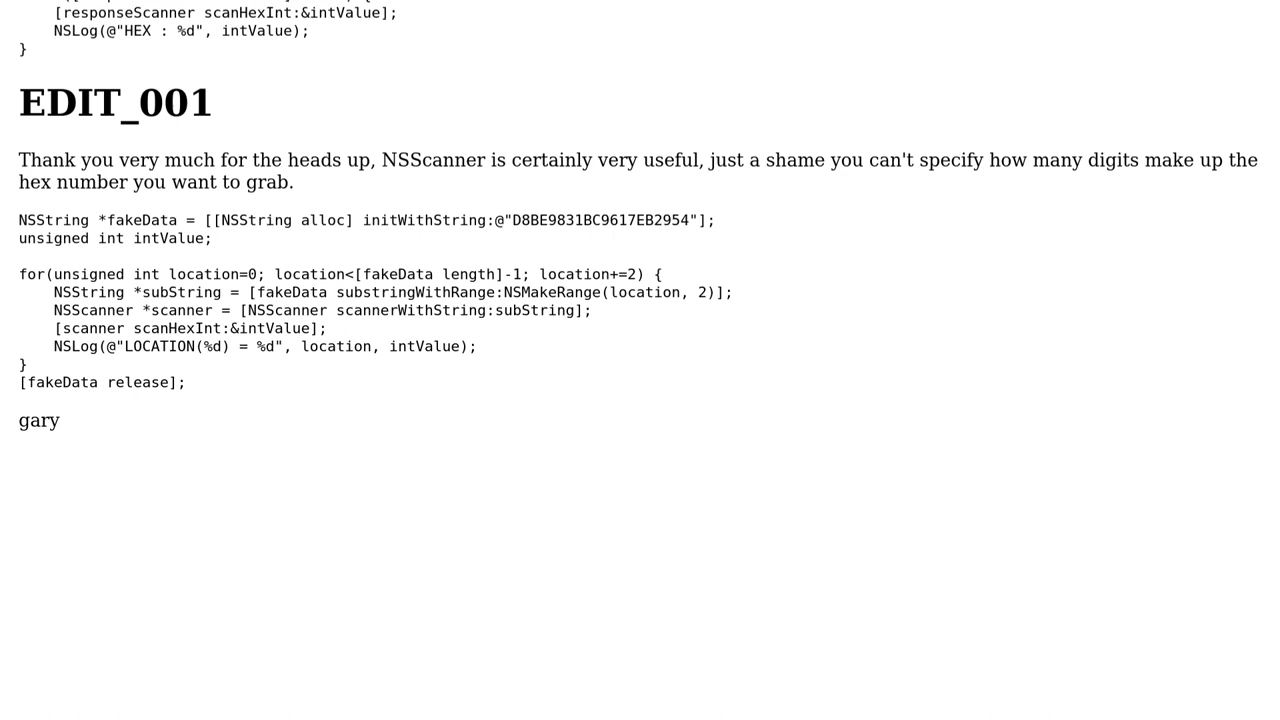 [responseScanner scanHexInt:&intValue];
NSLog(@"HEX : %d", intValue);
}
EDIT_001
Thank you very much for the heads up, NSScanner is certainly very useful, just a shame you can't specify how many digits make up the
hex number you want to grab.
NSString *fakeData = [[NSString alloc] initWithString:@"D8BE9831BC9617EB2954"];
unsigned int intValue;
for(unsigned int location=0; location<[fakeData length]-1; location+=2) {
    NSString *subString = [fakeData substringWithRange:NSMakeRange(location, 2)];
    NSScanner *scanner = [NSScanner scannerWithString:subString];
    [scanner scanHexInt:&intValue];
    NSLog(@"LOCATION(%d) = %d", location, intValue);
}
[fakeData release];
gary